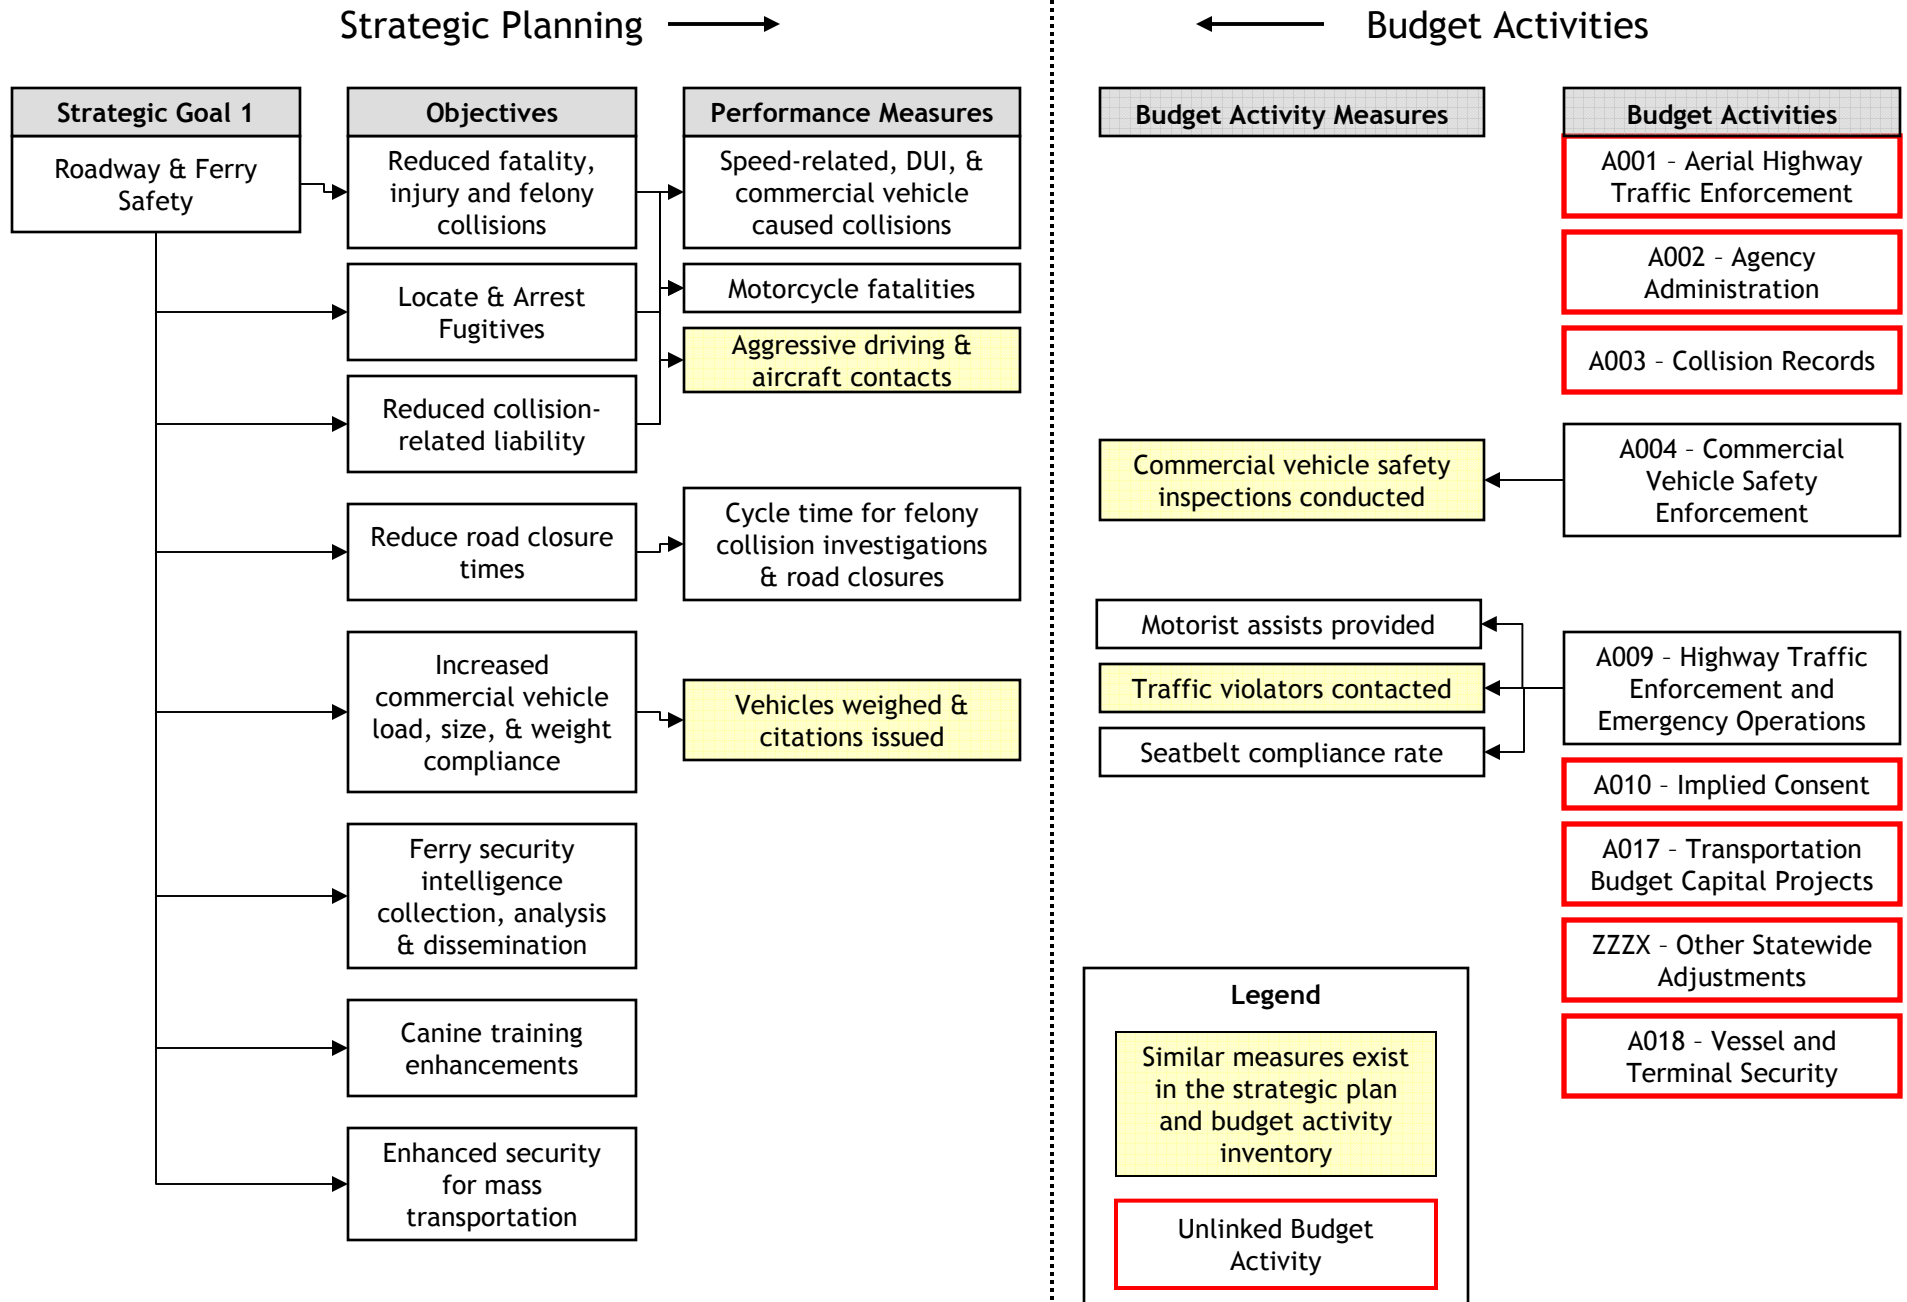 Strategic Planning
Budget Activities
Strategic Goal 1
Roadway & Ferry
Safety
Objectives
Reduced fatality,
injury and felony
collisions
Locate & Arrest
Fugitives
Reduced collision-
related liability
Reduce road closure
times
Increased
commercial vehicle
load, size, & weight
compliance
Ferry security
intelligence
collection, analysis
& dissemination
Canine training
enhancements
Enhanced security
for mass
transportation
Performance Measures
Speed-related, DUI, &
commercial vehicle
caused collisions
Motorcycle fatalities
Aggressive driving &
aircraft contacts
Cycle time for felony
collision investigations
& road closures
Vehicles weighed &
citations issued
Budget Activity Measures
Commercial vehicle safety
inspections conducted
Motorist assists provided
Traffic violators contacted
Seatbelt compliance rate
Budget Activities
A001 – Aerial Highway
Traffic Enforcement
A002 – Agency
Administration
A003 – Collision Records
A004 – Commercial
Vehicle Safety
Enforcement
A009 – Highway Traffic
Enforcement and
Emergency Operations
A010 – Implied Consent
A017 – Transportation
Budget Capital Projects
ZZZX – Other Statewide
Adjustments
A018 – Vessel and
Terminal Security
Legend
Similar measures exist
in the strategic plan
and budget activity
inventory
Unlinked Budget
Activity